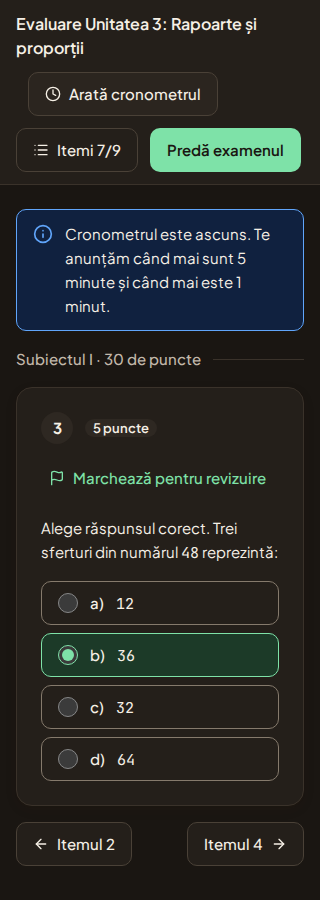 Evaluare Unitatea 3: Rapoarte și
proporții
Arată cronometrul
Itemi 7/9
Predă examenul
Cronometrul este ascuns. Te
anunțăm când mai sunt 5
minute și când mai este 1
minut.
Subiectul I · 30 de puncte
3
5 puncte
Marchează pentru revizuire
Alege răspunsul corect. Trei
sferturi din numărul 48 reprezintă:
a) 12
b) 36
c) 32
d) 64
Itemul 2
Itemul 4